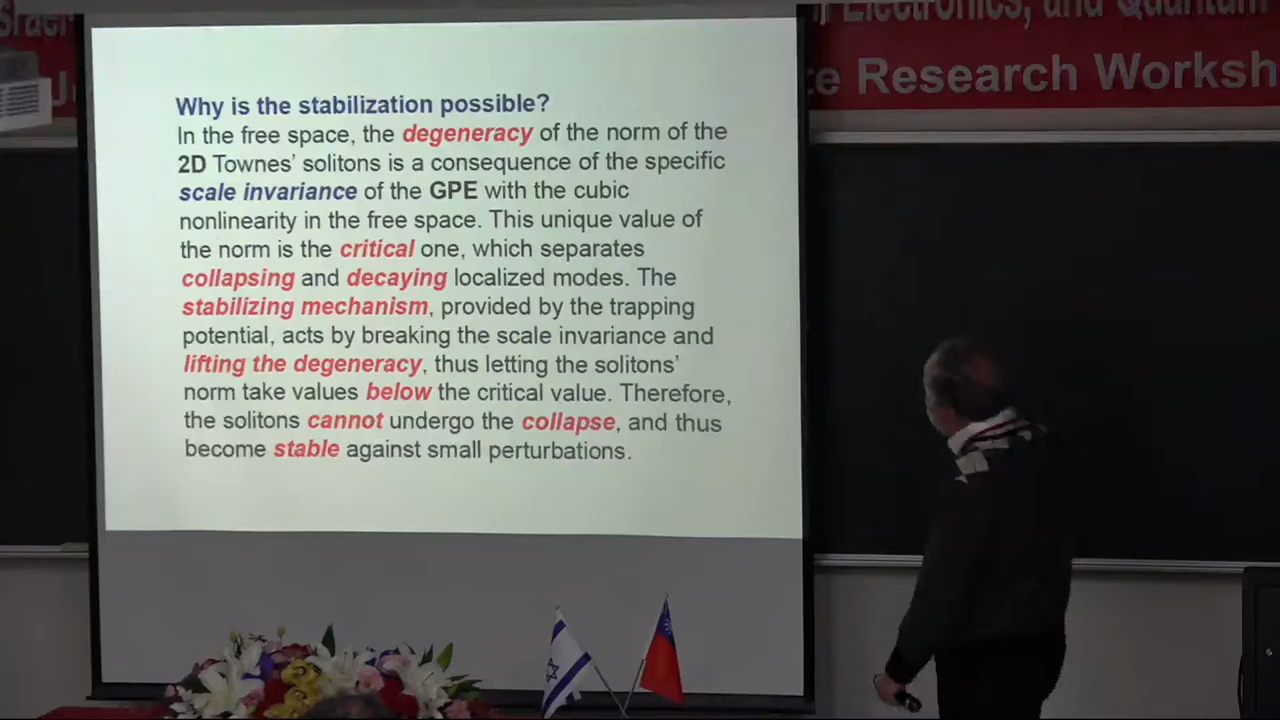 Israel
Electronics, and Quantum
te Research Worksh
Why is the stabilization possible?
In the free space, the degeneracy of the norm of the
2D Townes' solitons is a consequence of the specific
scale invariance of the GPE with the cubic
nonlinearity in the free space. This unique value of
the norm is the critical one, which separates
collapsing and decaying localized modes. The
stabilizing mechanism, provided by the trapping
potential, acts by breaking the scale invariance and
lifting the degeneracy, thus letting the solitons'
norm take values below the critical value. Therefore,
the solitons cannot undergo the collapse, and thus
become stable against small perturbations.